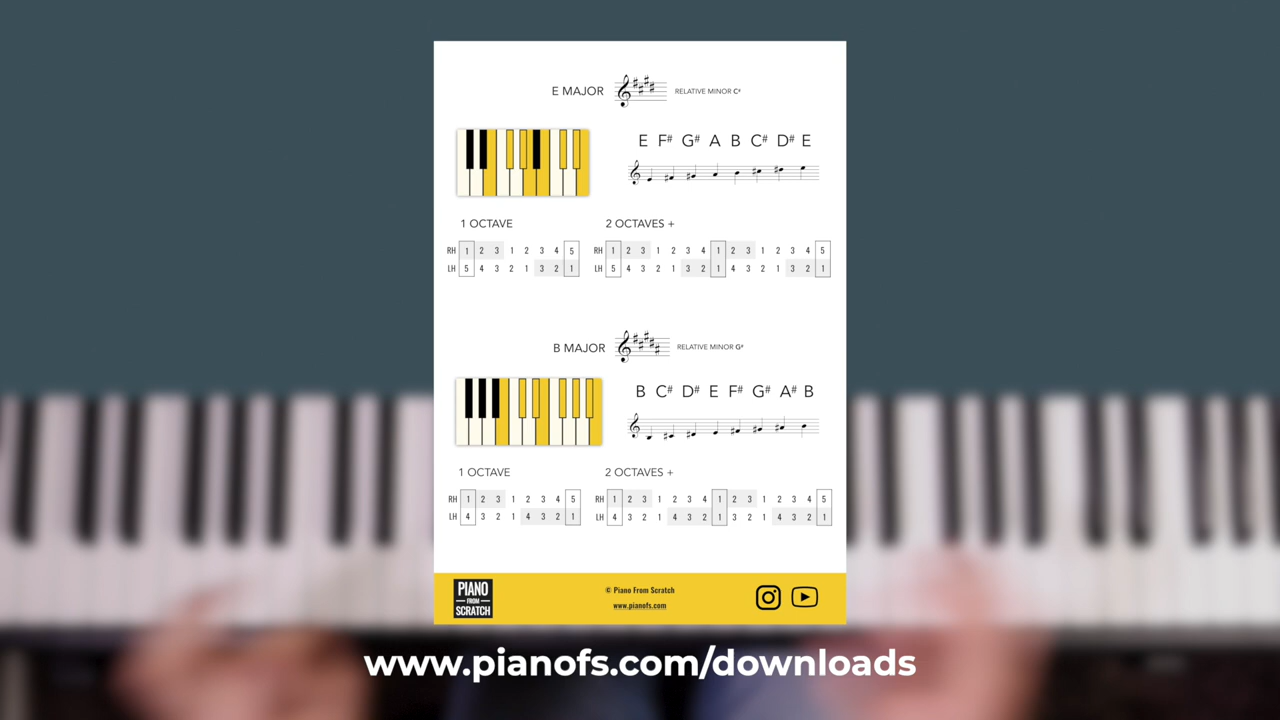 E MAJOR RELATIVE MINOR C#
E F# G# A B C# D# E
1 OCTAVE 2 OCTAVES +
RH 1 2 3 1 2 3 4 5 RH 1 2 3 1 2 3 4 1 2 3 1 2 3 4 5
LH 5 4 3 2 1 3 2 1 LH 5 4 3 2 1 3 2 1 4 3 2 1 3 2 1
B MAJOR RELATIVE MINOR G#
B C# D# E F# G# A# B
1 OCTAVE 2 OCTAVES +
RH 1 2 3 1 2 3 4 5 RH 1 2 3 1 2 3 4 1 2 3 1 2 3 4 5
LH 4 3 2 1 4 3 2 1 LH 4 3 2 1 4 3 2 1 3 2 1 4 3 2 1
PIANO
FROM
SCRATCH
© Piano From Scratch
www.pianofs.com
www.pianofs.com/downloads